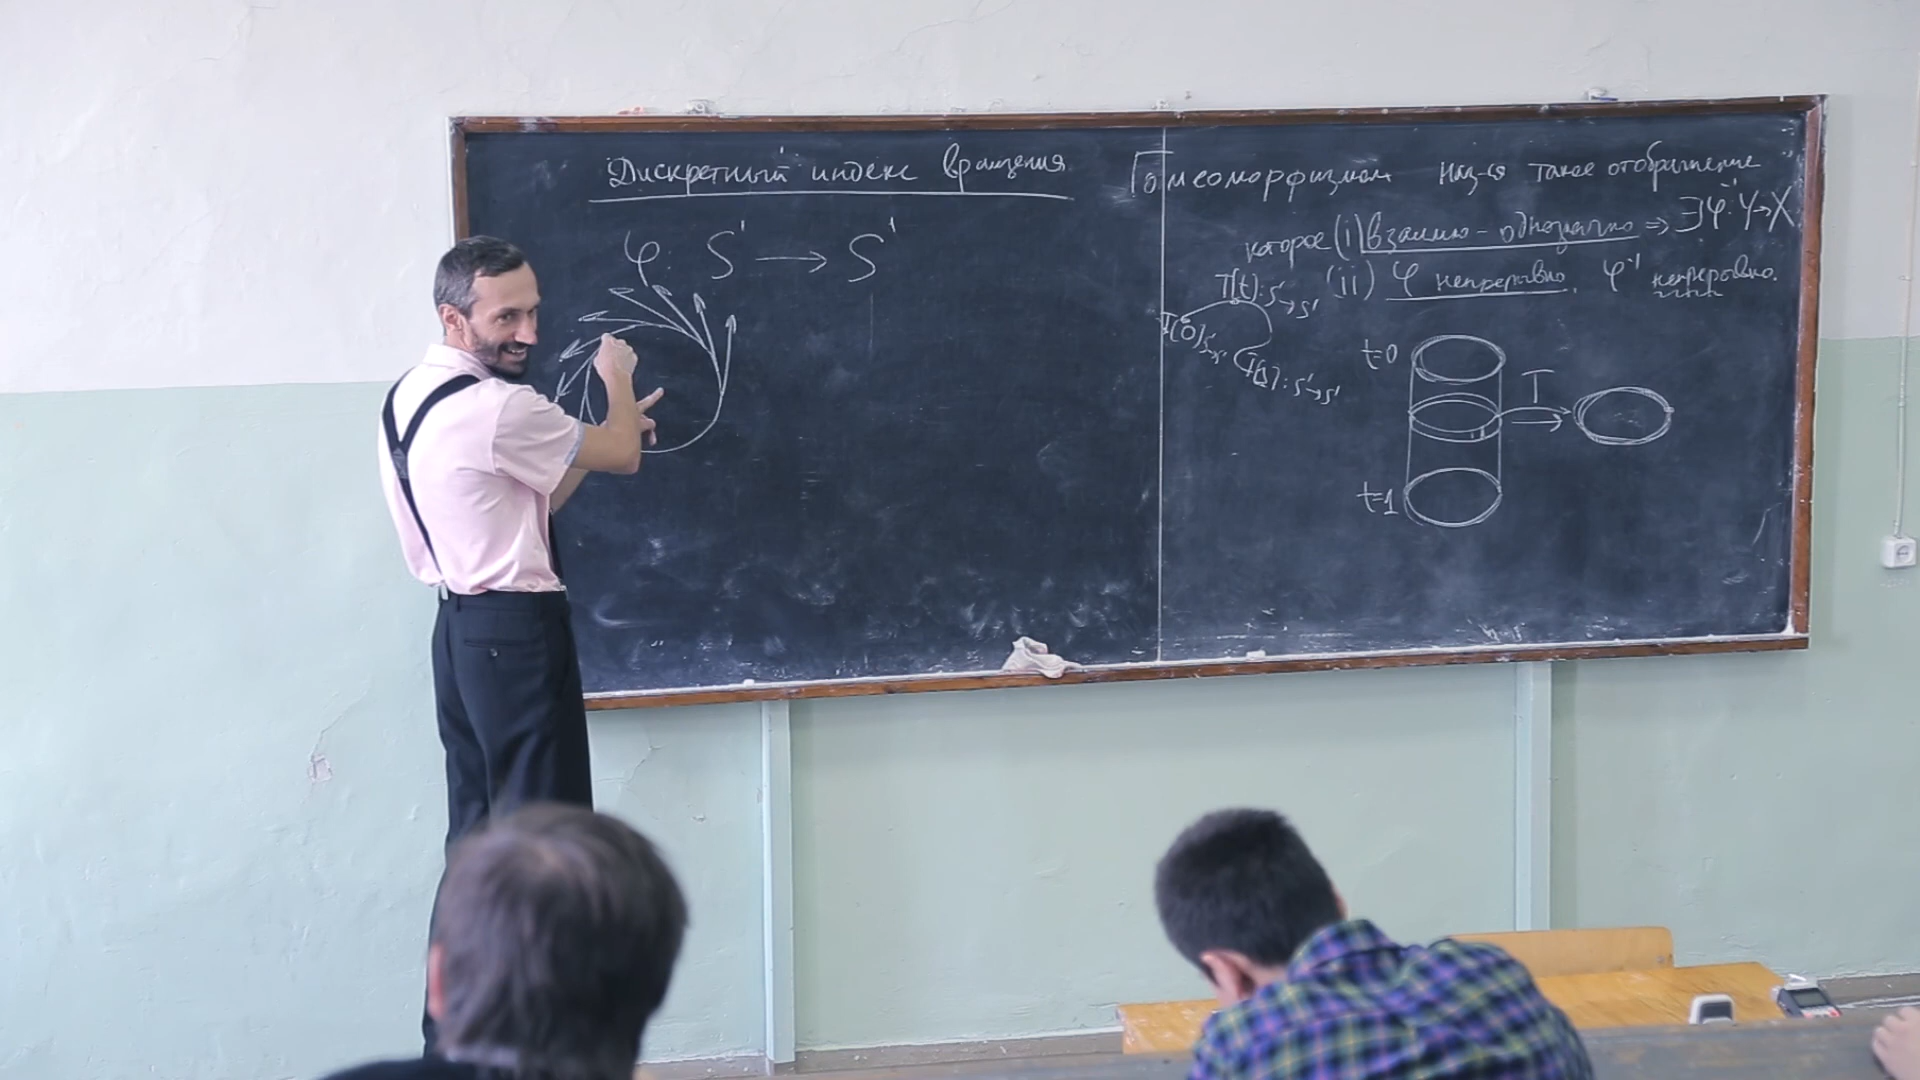 Дискретный индекс вращения
φ: S¹ → S¹
Гомеоморфизмом наз-ся такое отображение
которое (i) взаимно-однозначно ⇒ ∃φ⁻¹: Y→X
(ii) φ непрерывно, φ⁻¹ непрерывно.
T(t): S¹→S¹
T(0): S¹→S¹
T(1): S¹→S¹
t=0
T
t=1